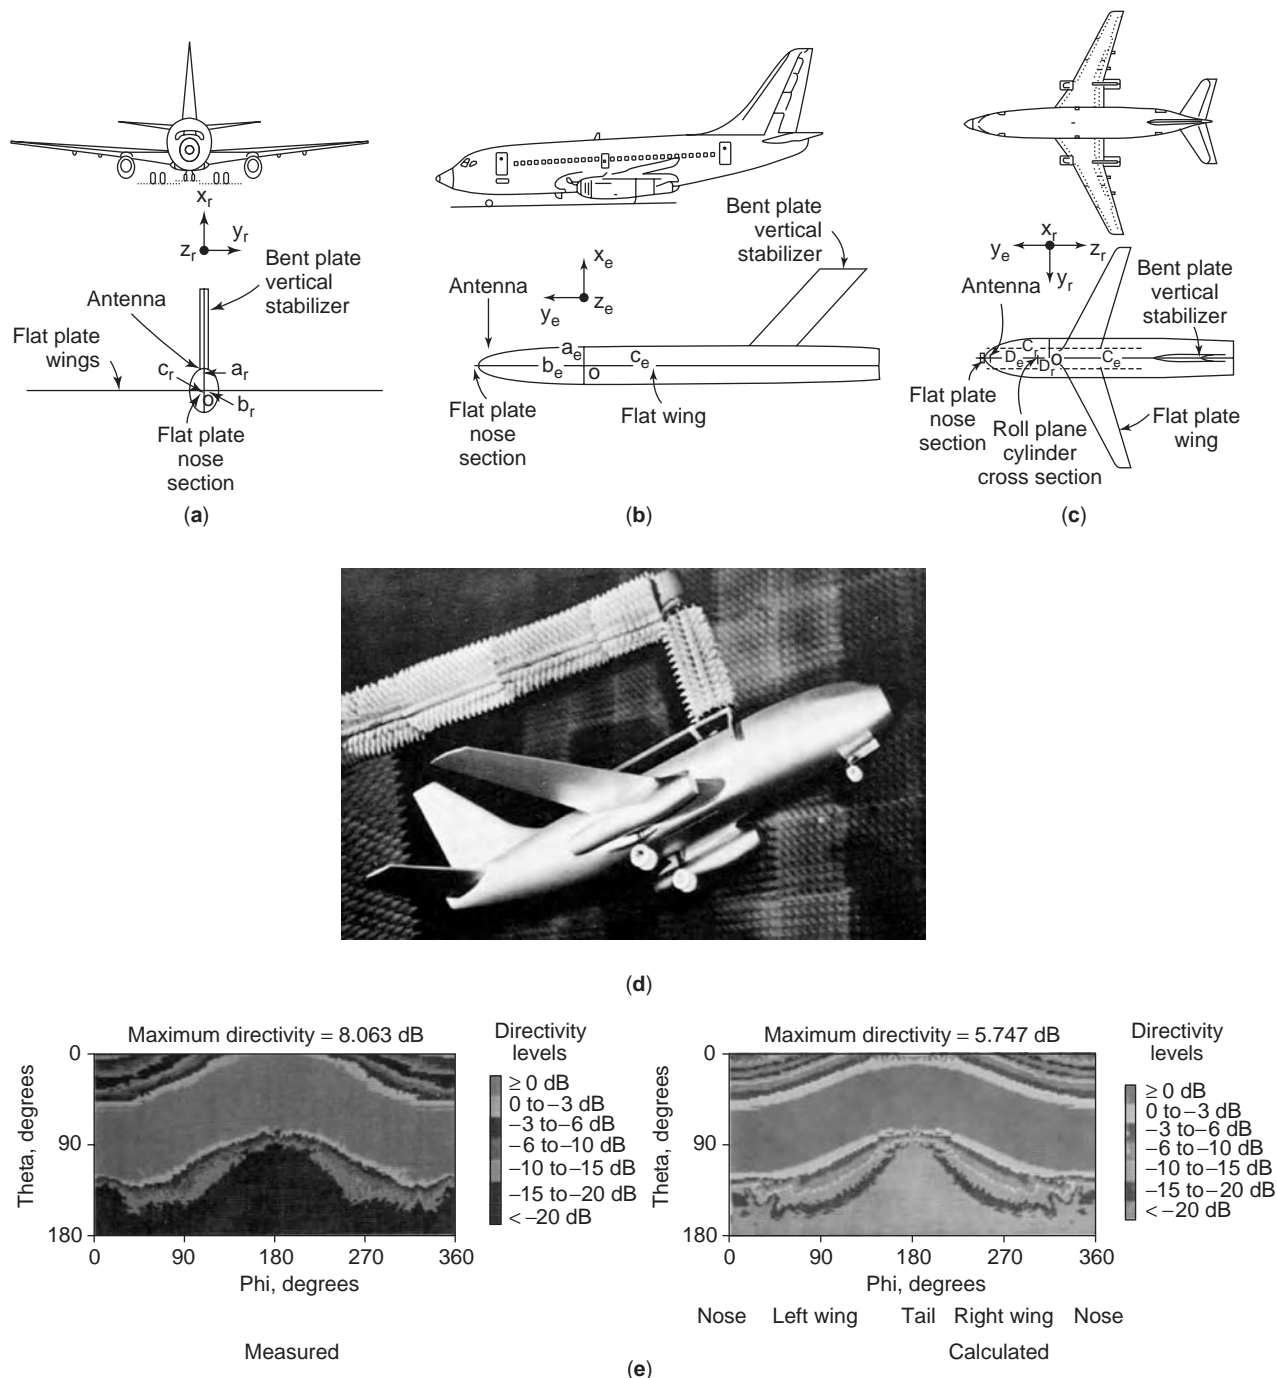 x_r
y_r
z_r
Bent plate
vertical
stabilizer
Antenna
Flat plate
wings
c_r
a_r
o
b_r
Flat plate
nose
section
(a)
Bent plate
vertical
stabilizer
x_e
Antenna
y_e
z_e
a_e
b_e
c_e
o
Flat plate
nose
section
Flat wing
(b)
x_r
y_e
z_r
y_r
Antenna
Bent plate
vertical
stabilizer
C_r
D_e
D_r
O
C_e
Flat plate
nose
section
Roll plane
cylinder
cross section
Flat plate
wing
(c)
(d)
Maximum directivity = 8.063 dB
Directivity
levels
≥ 0 dB
0 to –3 dB
–3 to –6 dB
–6 to –10 dB
–10 to –15 dB
–15 to –20 dB
< –20 dB
Theta, degrees
0
90
180
0
90
180
270
360
Phi, degrees
Measured
Maximum directivity = 5.747 dB
Directivity
levels
≥ 0 dB
0 to –3 dB
–3 to –6 dB
–6 to –10 dB
–10 to –15 dB
–15 to –20 dB
< –20 dB
Theta, degrees
0
90
180
0
90
180
270
360
Phi, degrees
Nose Left wing Tail Right wing Nose
Calculated
(e)